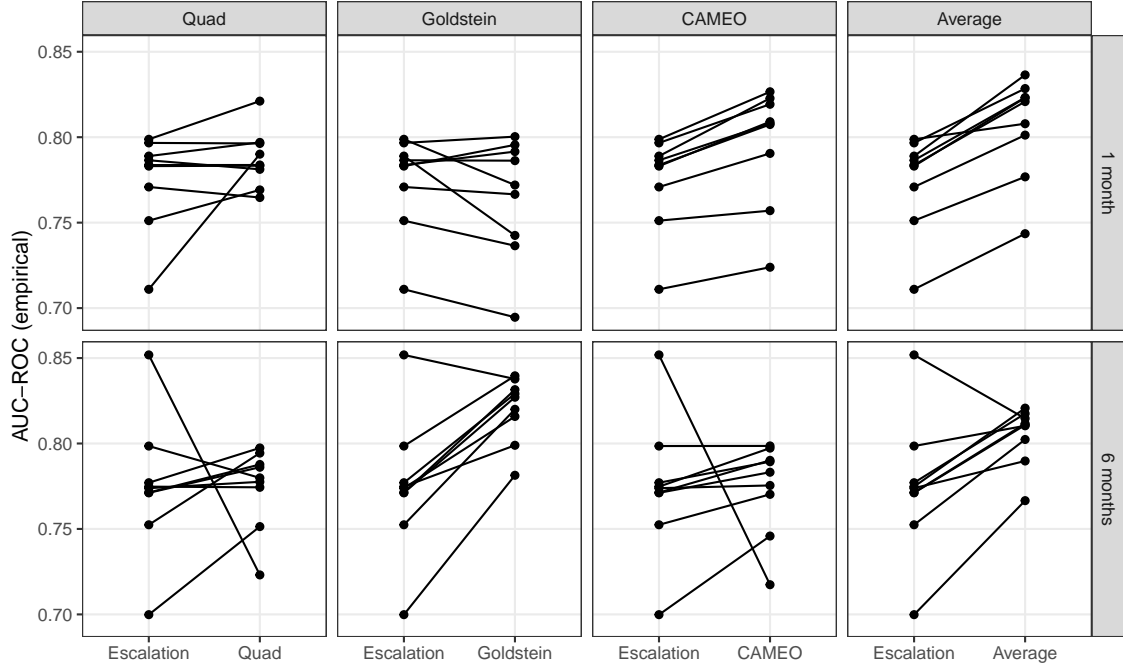 Quad Goldstein CAMEO Average
0.85
0.80
0.75
0.70
1 month
AUC−ROC (empirical)
0.85
0.80
0.75
0.70
6 months
Escalation Quad Escalation Goldstein Escalation CAMEO Escalation Average